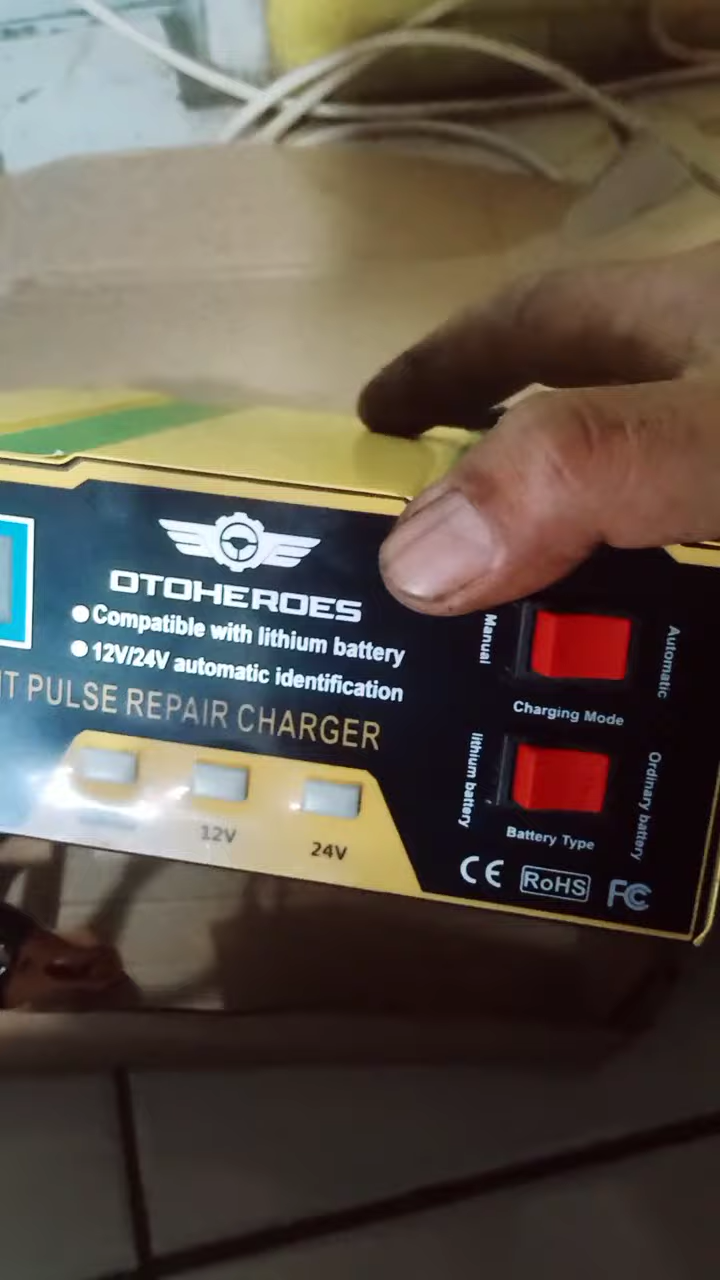 OTOHEROES
Compatible with lithium battery
12V/24V automatic identification
PULSE REPAIR CHARGER
12V
24V
Manual
Automatic
Charging Mode
lithium battery
Ordinary battery
Battery Type
CE
RoHS
FC